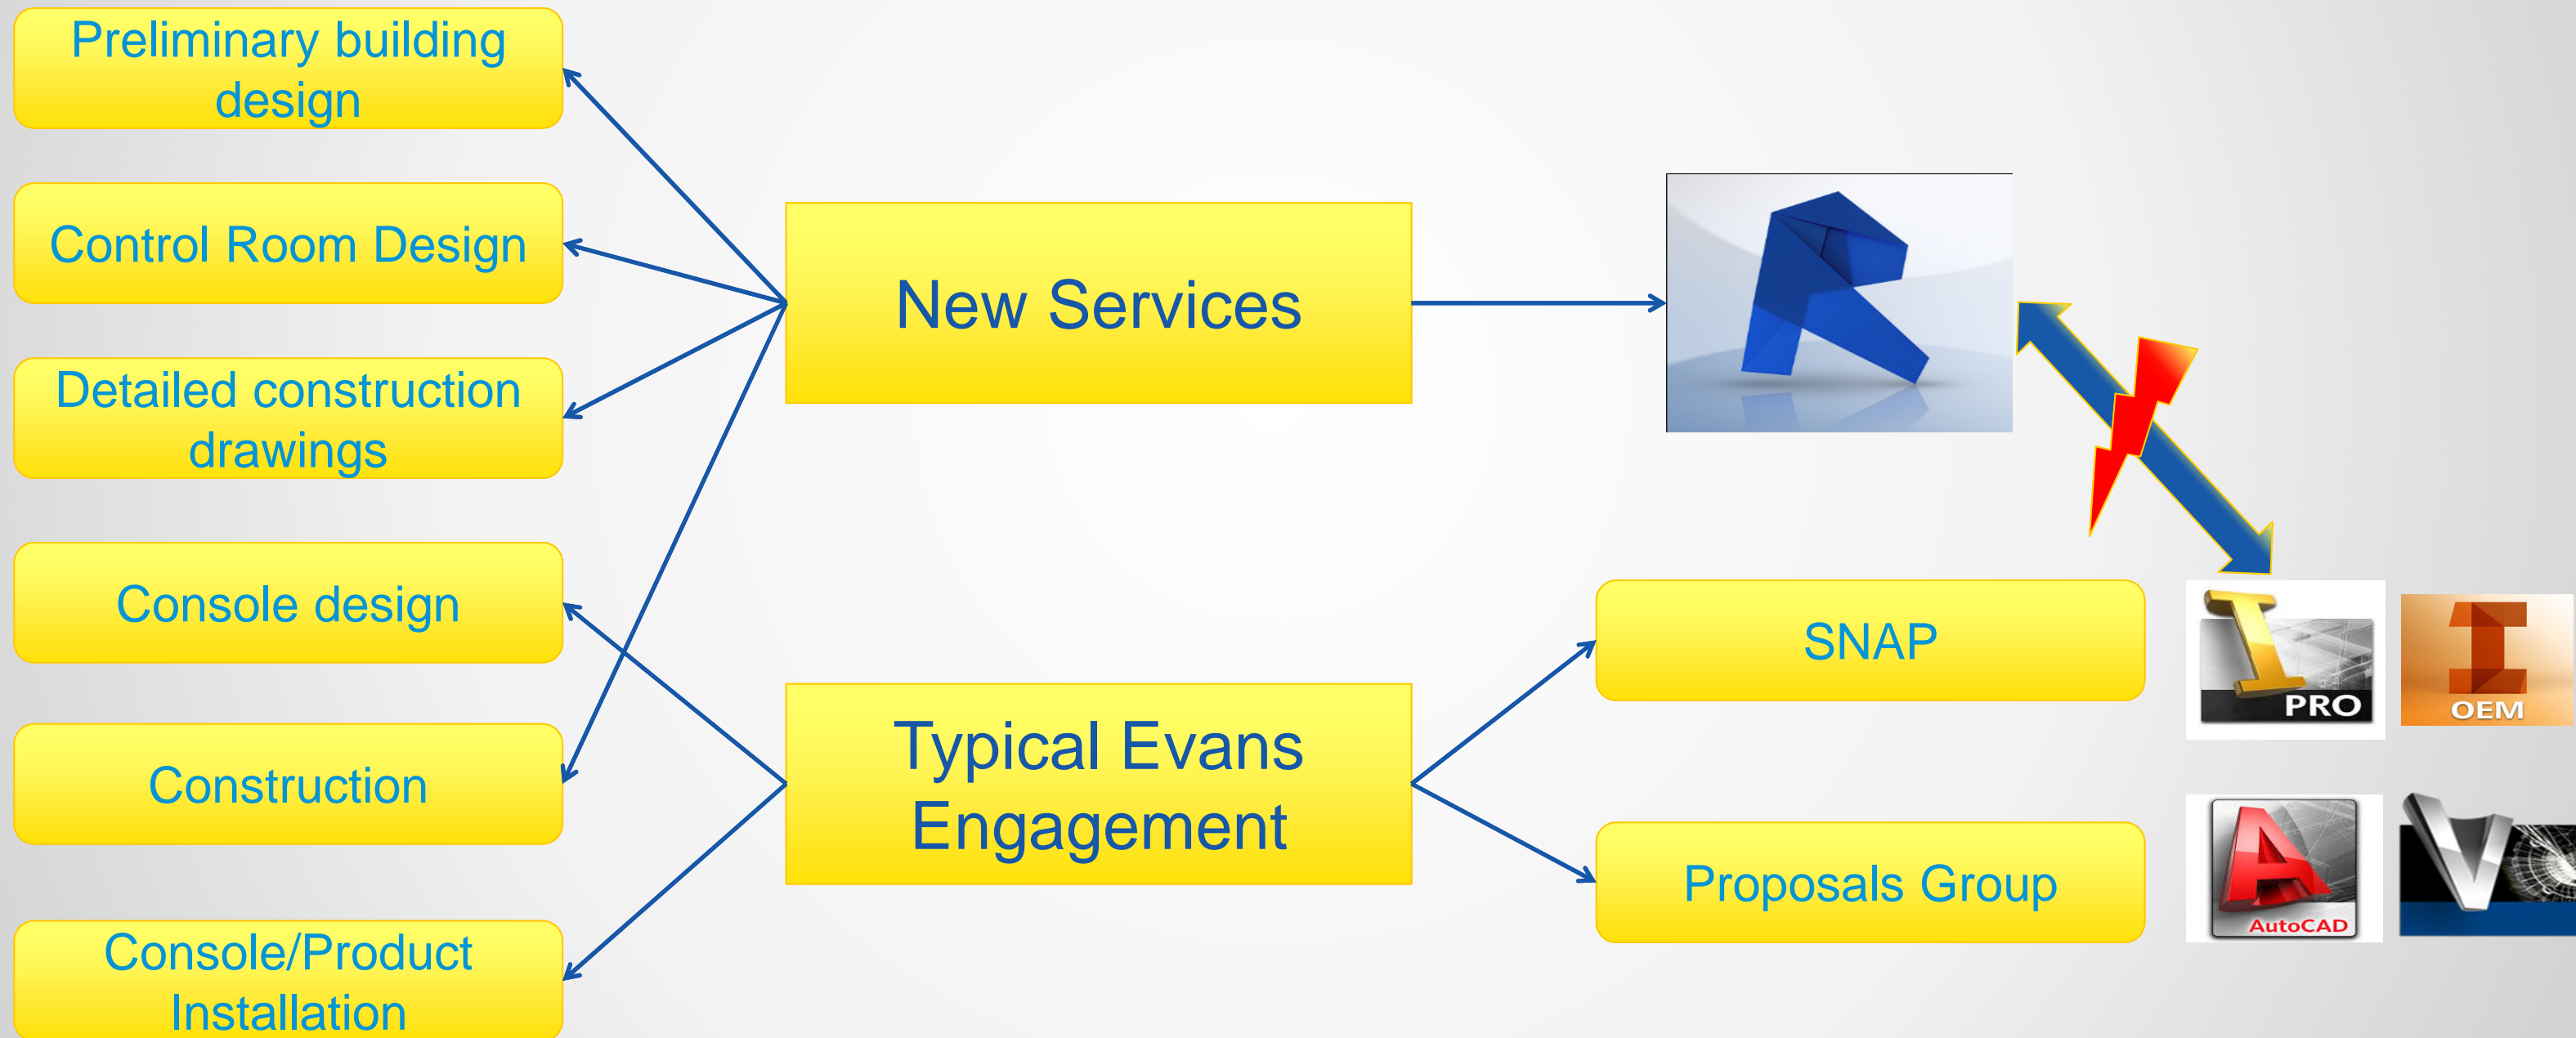 Preliminary building
design
Control Room Design
Detailed construction
drawings
Console design
Construction
Console/Product
Installation
New Services
Typical Evans
Engagement
SNAP
Proposals Group
PRO
OEM
AutoCAD